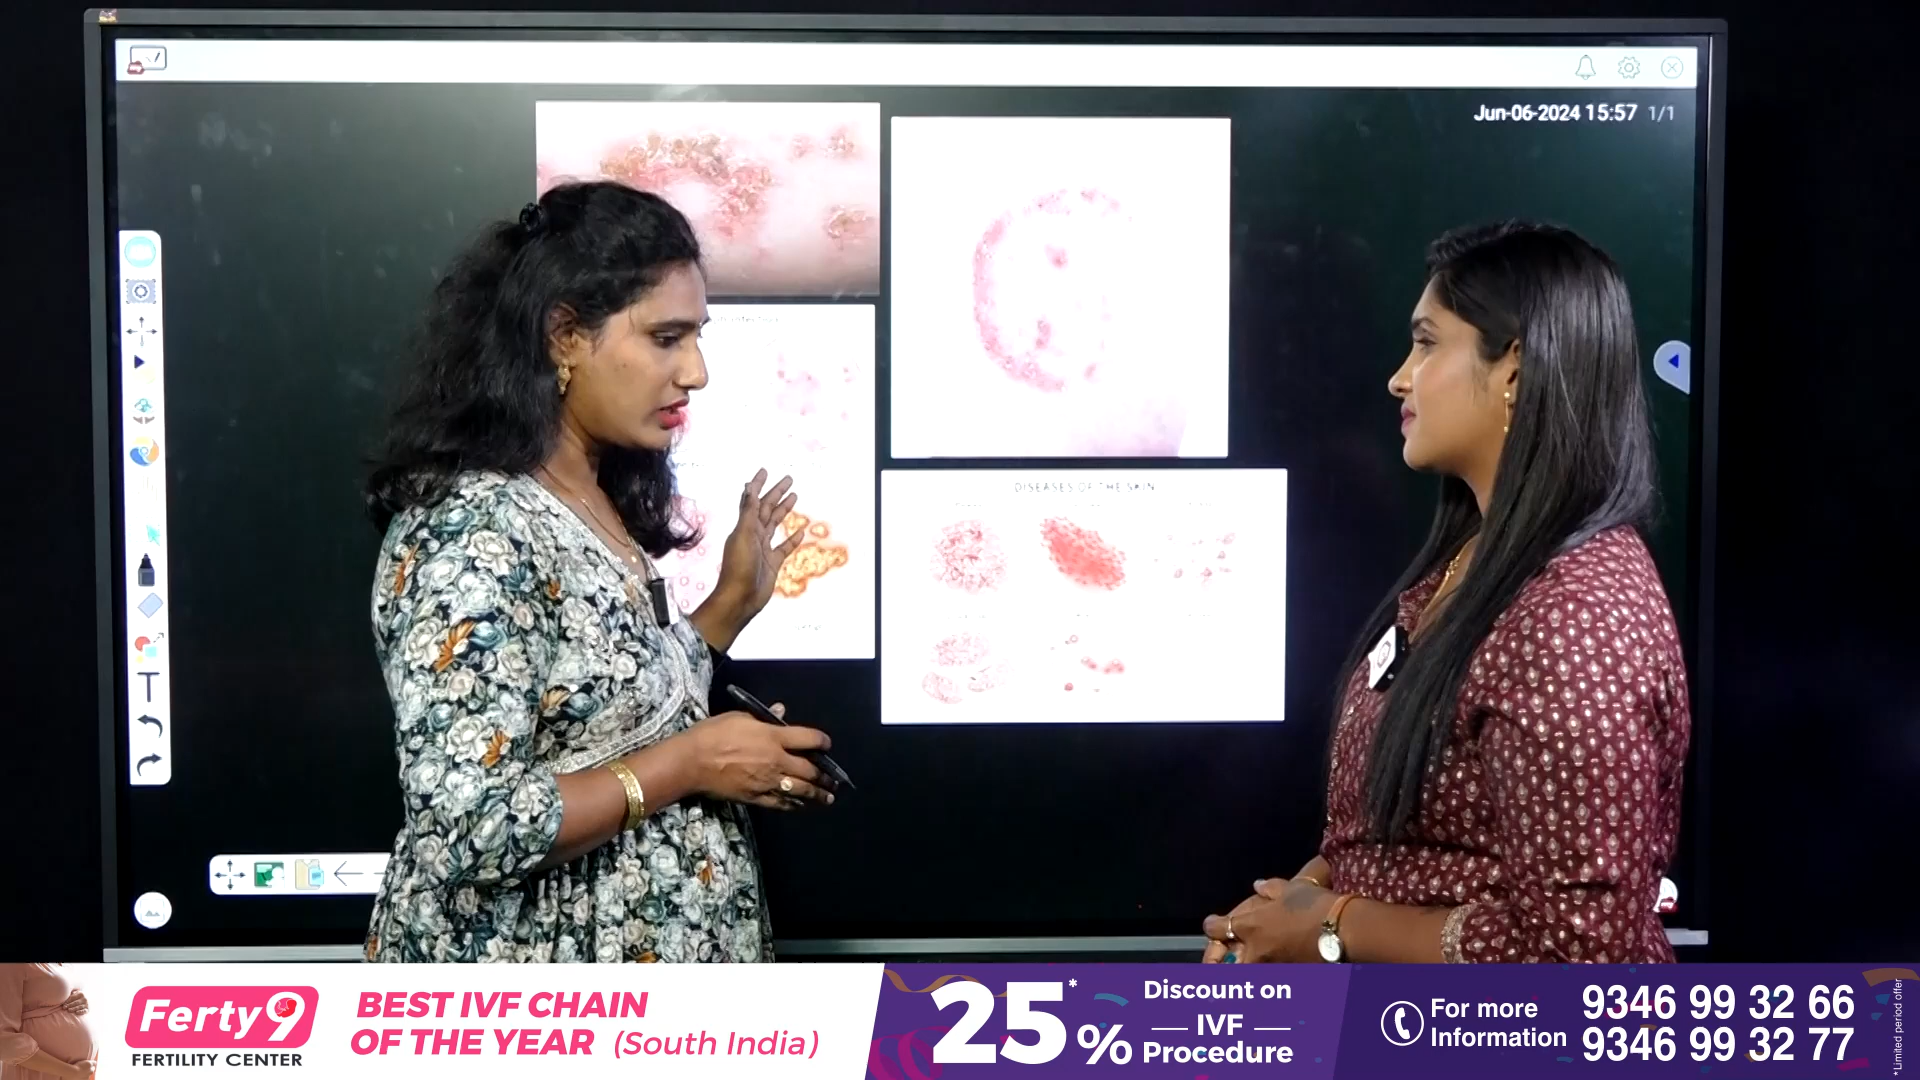 Jun-06-2024 15:57 1/1
DISEASES OF THE SKIN
T
Ferty9
FERTILITY CENTER
BEST IVF CHAIN
OF THE YEAR (South India)
25%*
Discount on
IVF
Procedure
For more
Information
9346 99 32 66
9346 99 32 77
*Limited period offer